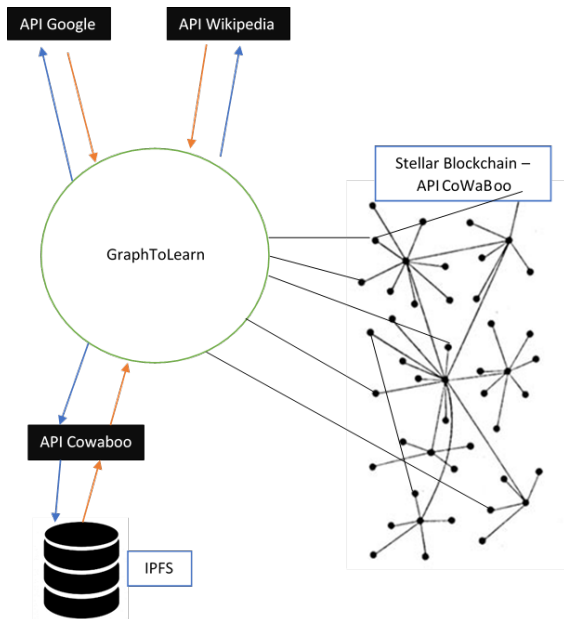 API Google
API Wikipedia
Stellar Blockchain –
API CoWaBoo
GraphToLearn
API Cowaboo
IPFS